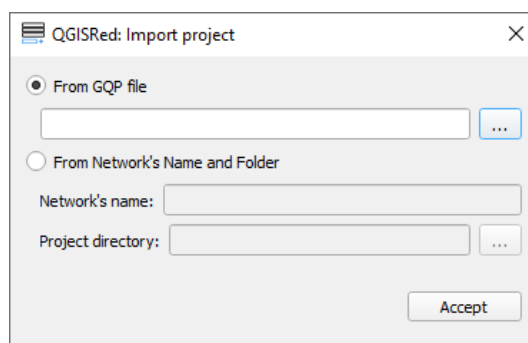 QGISRed: Import project
From GQP file
...
From Network's Name and Folder
Network's name:
Project directory:
...
Accept